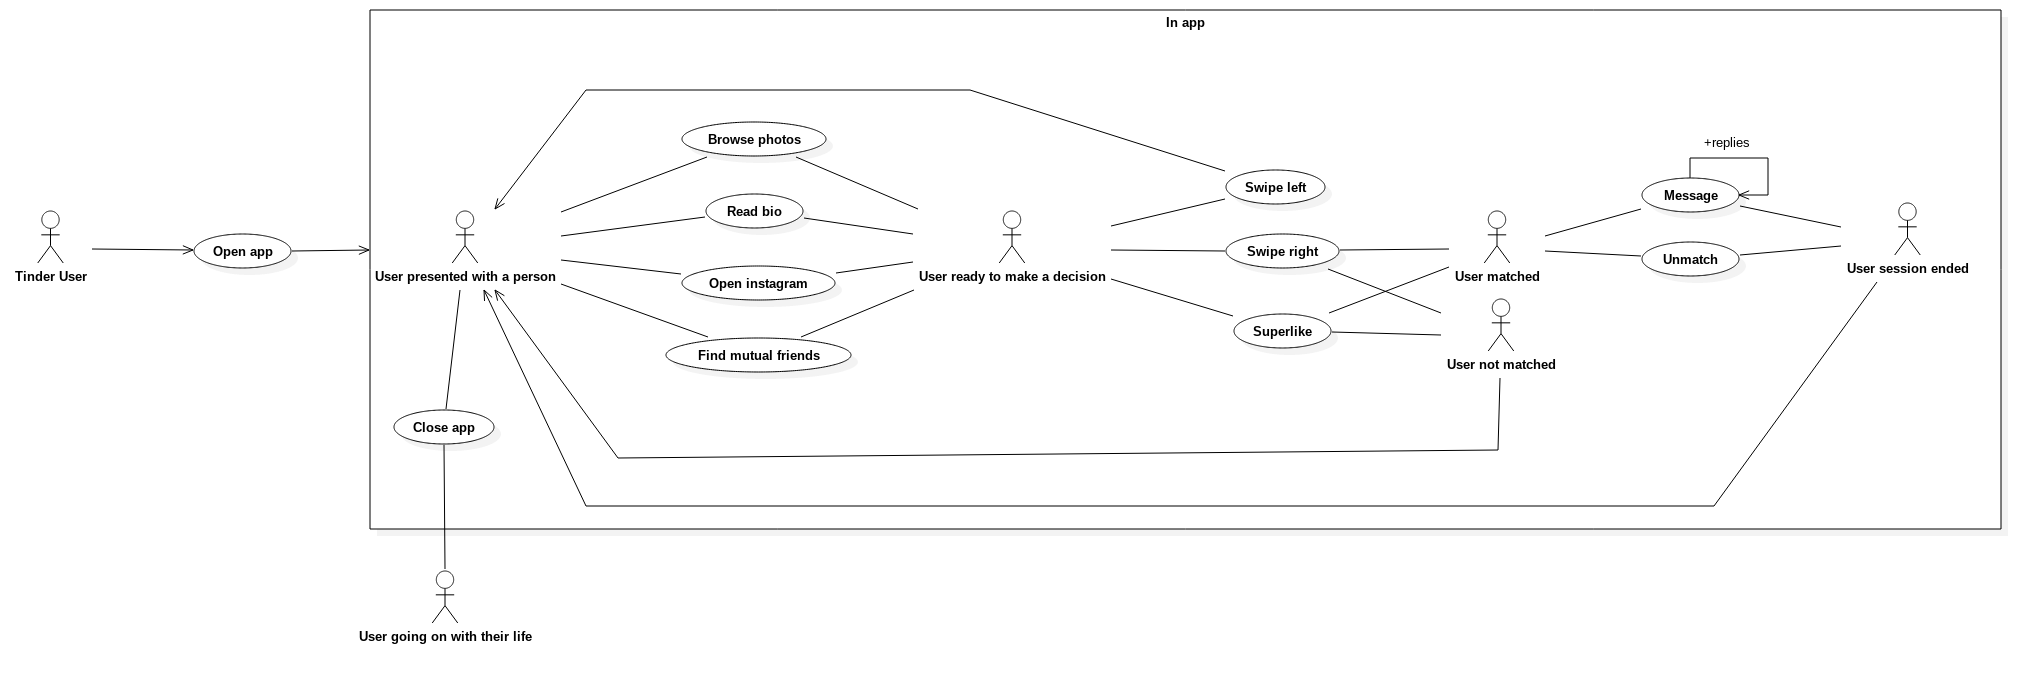 In app
Browse photos
+replies
Swipe left
Message
Read bio
Open app
Swipe right
Unmatch
User session ended
Tinder User
User presented with a person
Open instagram
User ready to make a decision
User matched
Superlike
Find mutual friends
User not matched
Close app
User going on with their life